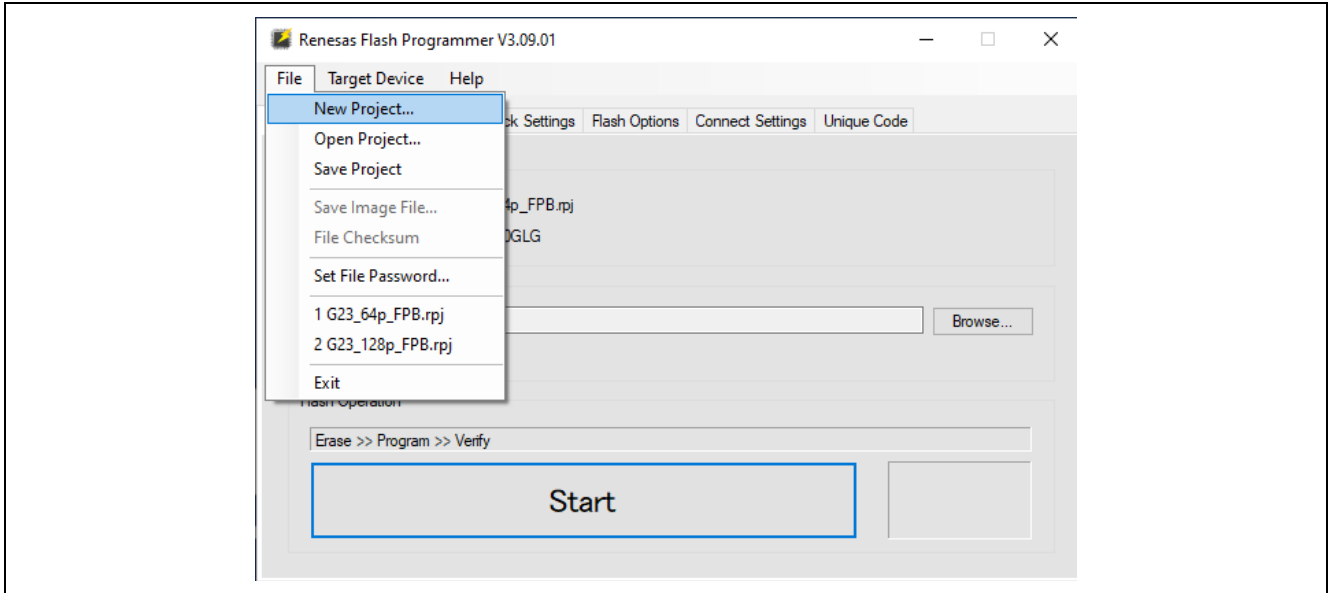 Renesas Flash Programmer V3.09.01
File Target Device Help
New Project...
Settings Flash Options Connect Settings Unique Code
Open Project...
Save Project
Save Image File...
4p_FPB.rpj
File Checksum
0GLG
Set File Password...
1 G23_64p_FPB.rpj
Browse...
2 G23_128p_FPB.rpj
Exit
Flash Operation
Erase >> Program >> Verify
Start